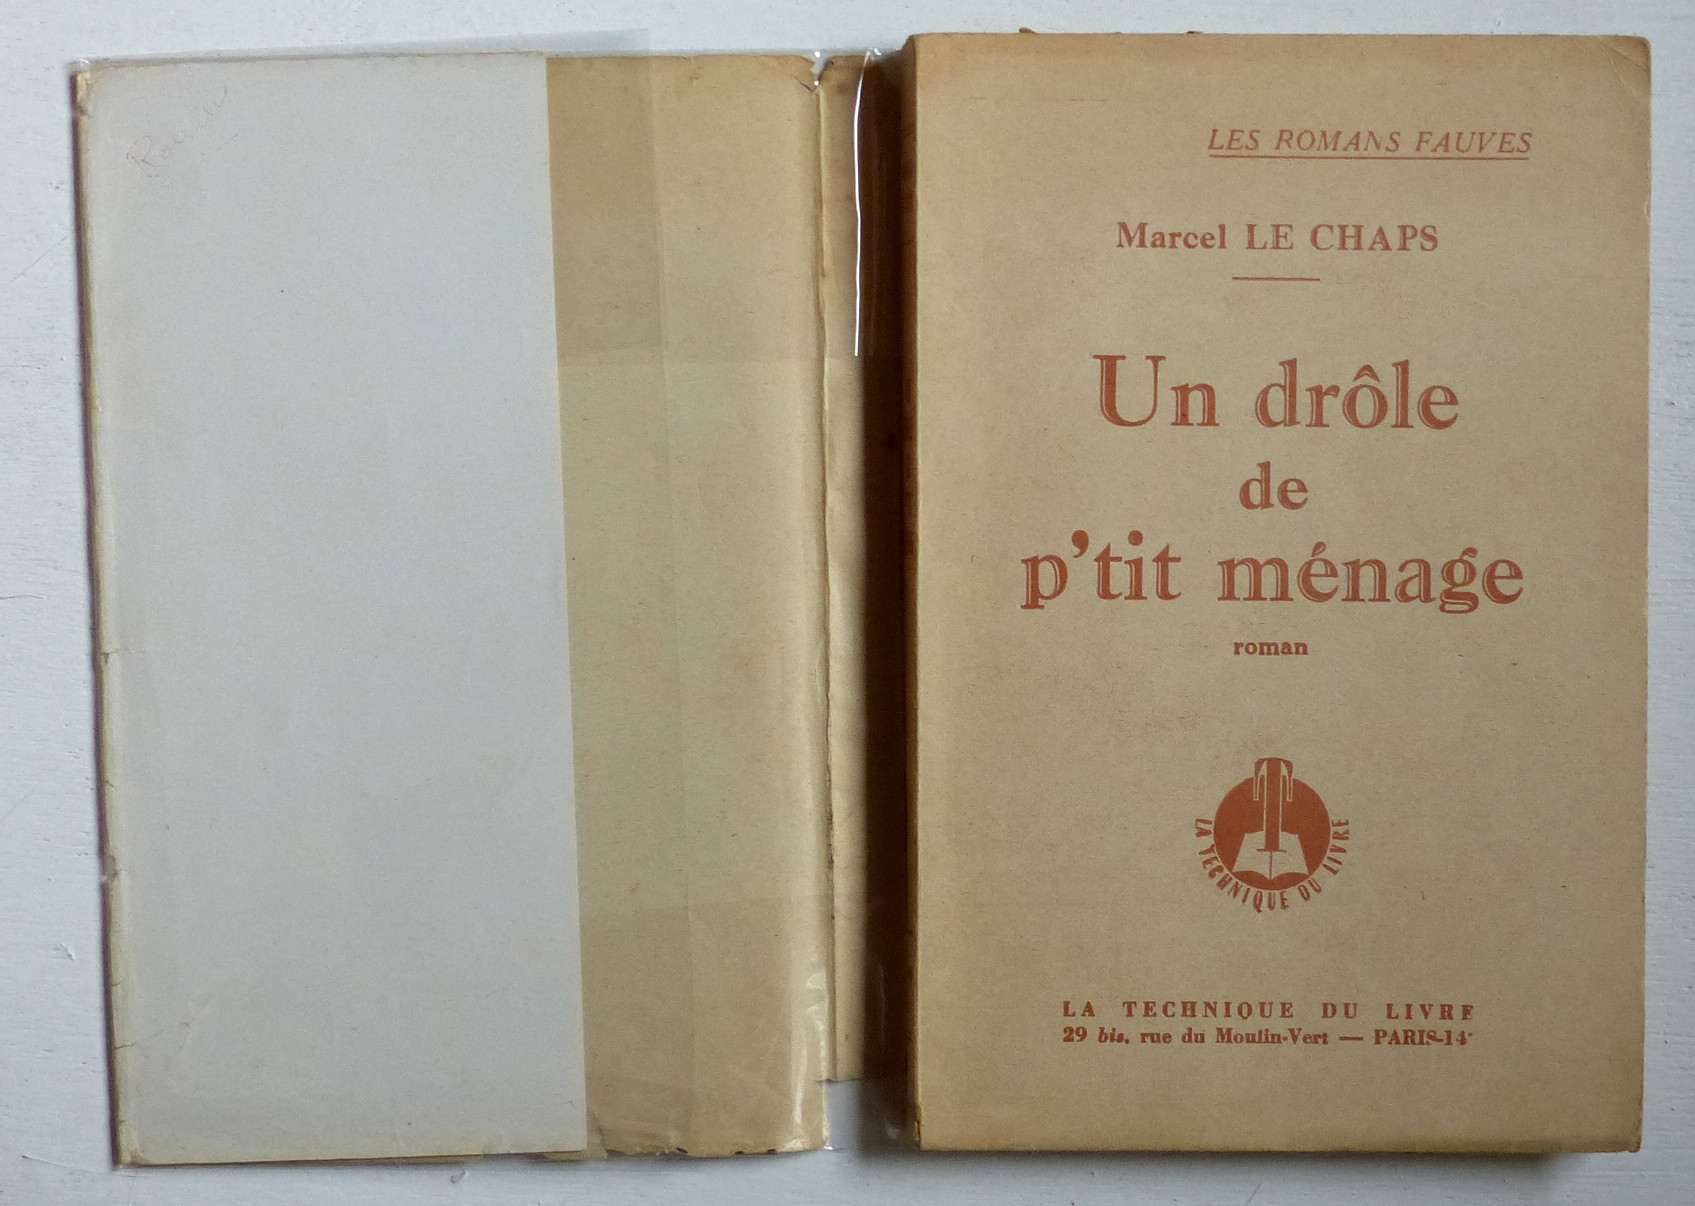 LES ROMANS FAUVES
Marcel LE CHAPS
Un drôle
de
p'tit ménage
roman
LA TECHNIQUE DU LIVRE
LA TECHNIQUE DU LIVRE
29 bis, rue du Moulin-Vert — PARIS-14e